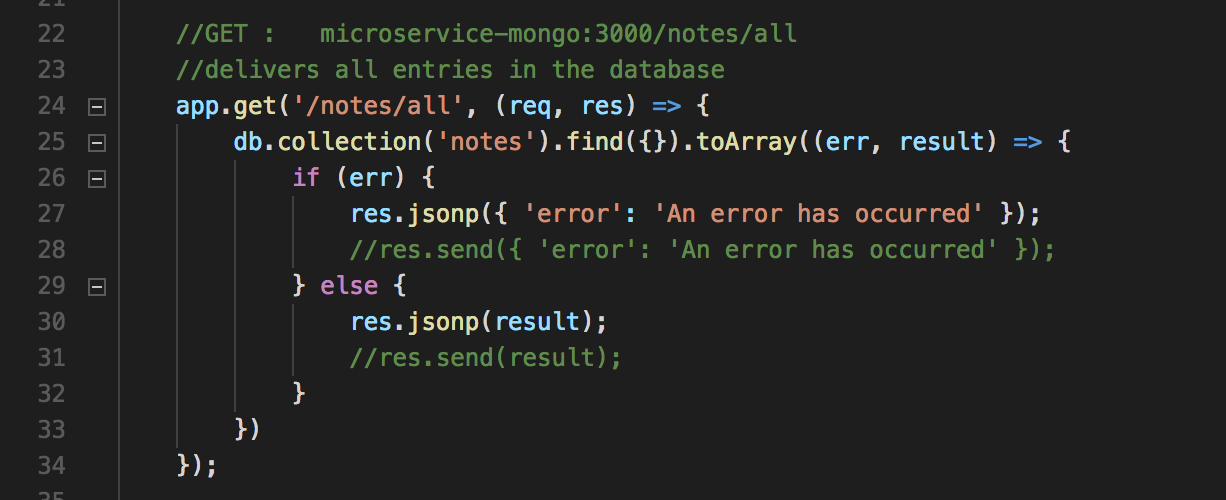 21
22 //GET :   microservice-mongo:3000/notes/all
23 //delivers all entries in the database
24 app.get('/notes/all', (req, res) => {
25     db.collection('notes').find({}).toArray((err, result) => {
26         if (err) {
27             res.jsonp({ 'error': 'An error has occurred' });
28             //res.send({ 'error': 'An error has occurred' });
29         } else {
30             res.jsonp(result);
31             //res.send(result);
32         }
33     })
34 });
35